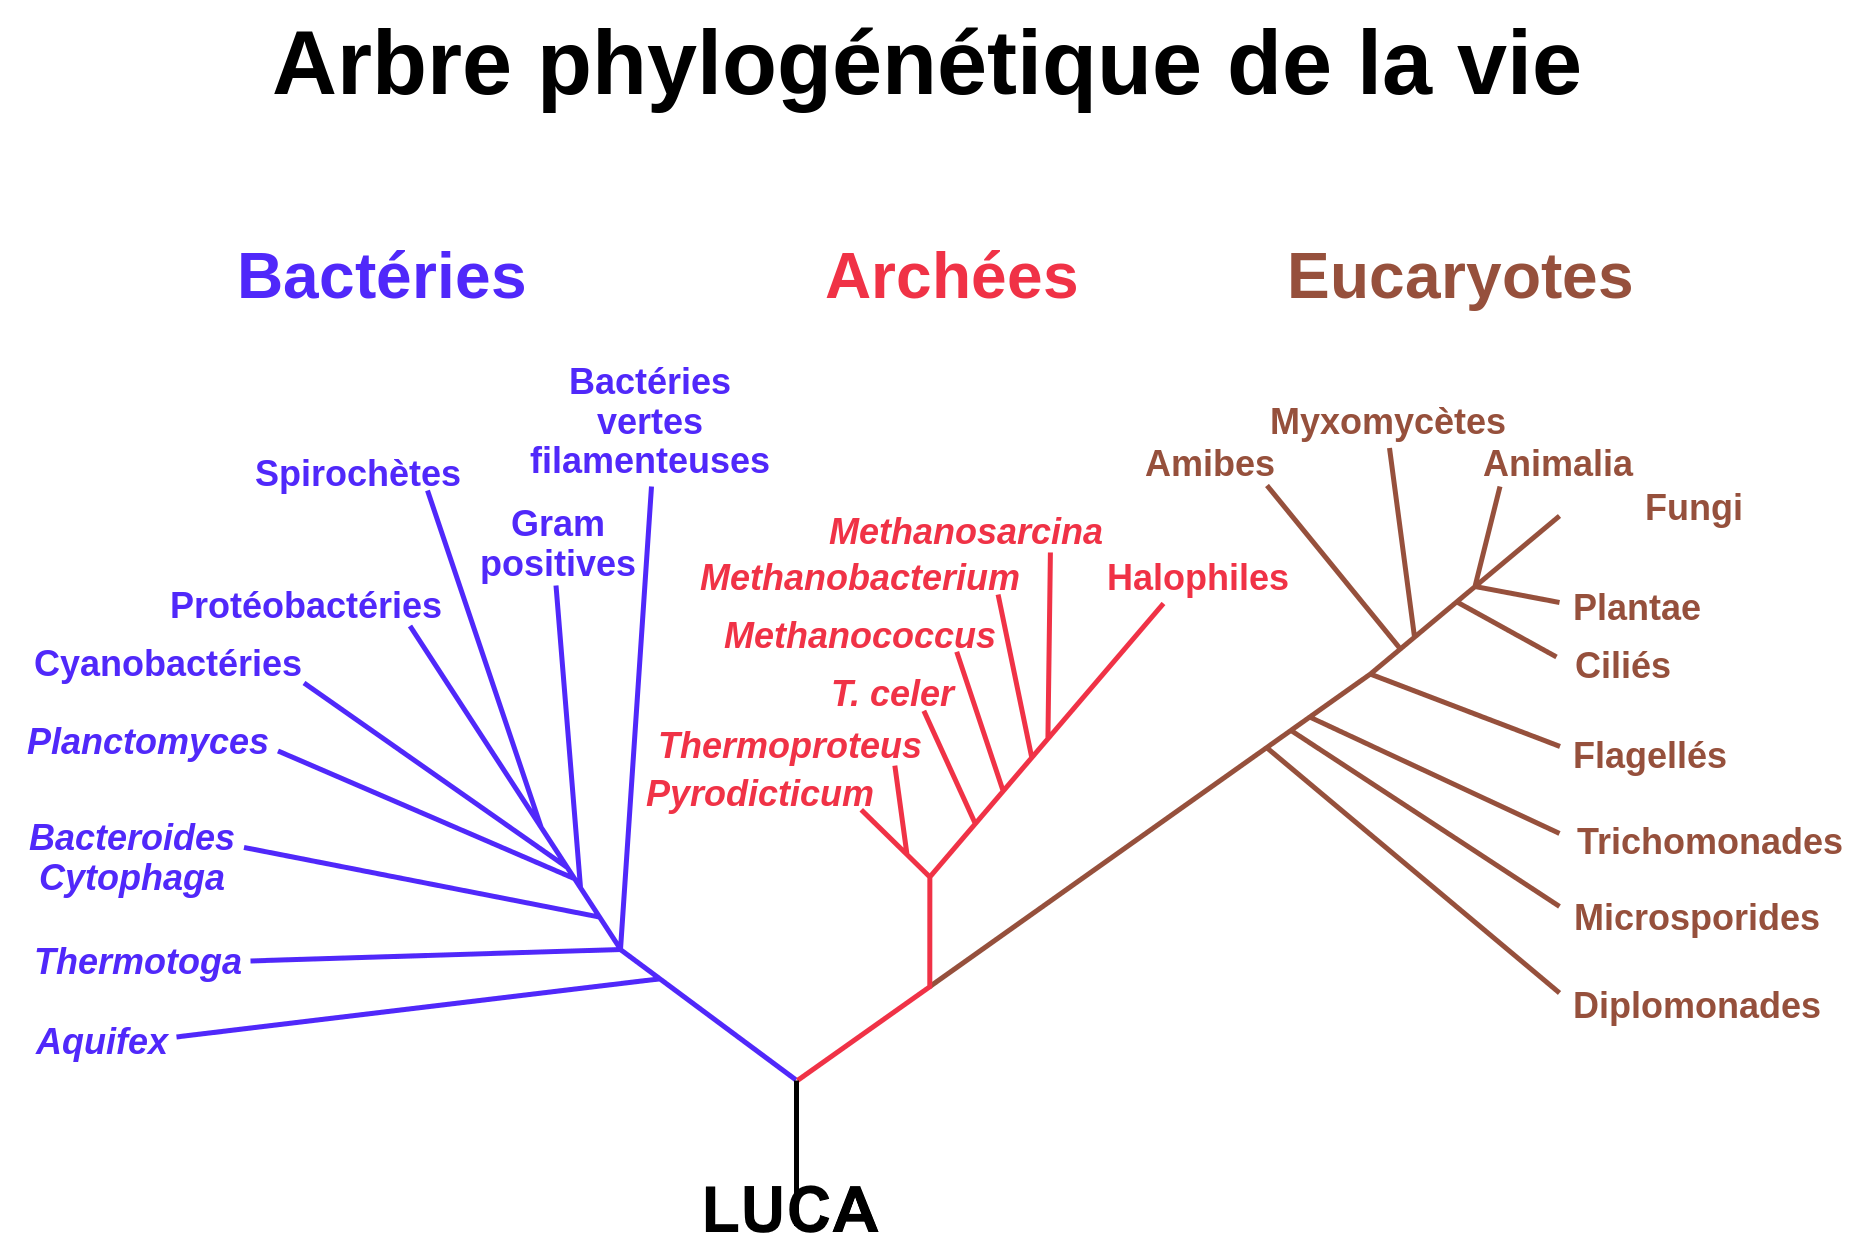 Arbre phylogénétique de la vie
Bactéries
Archées
Eucaryotes
Bactéries
vertes
filamenteuses
Spirochètes
Gram
positives
Protéobactéries
Cyanobactéries
Planctomyces
Bacteroides
Cytophaga
Thermotoga
Aquifex
Methanosarcina
Methanobacterium
Halophiles
Methanococcus
T. celer
Thermoproteus
Pyrodicticum
Myxomycètes
Amibes
Animalia
Fungi
Plantae
Ciliés
Flagellés
Trichomonades
Microsporides
Diplomonades
LUCA